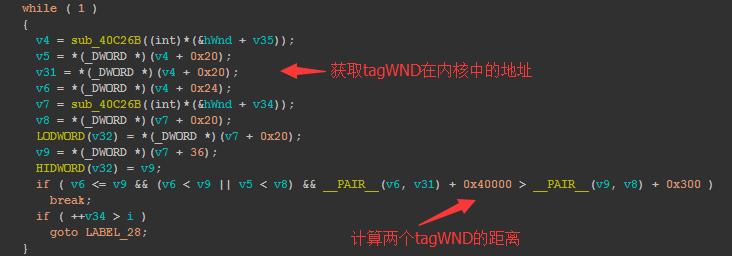 while ( 1 )
{
v4 = sub_40C26B((int)*(&hWnd + v35));
v5 = *(_DWORD *)(v4 + 0x20);
v31 = *(_DWORD *)(v4 + 0x20);
获取tagWND在内核中的地址
v6 = *(_DWORD *)(v4 + 0x24);
v7 = sub_40C26B((int)*(&hWnd + v34));
v8 = *(_DWORD *)(v7 + 0x20);
LODWORD(v32) = *(_DWORD *)(v7 + 0x20);
v9 = *(_DWORD *)(v7 + 36);
HIDWORD(v32) = v9;
if ( v6 <= v9 && (v6 < v9 || v5 < v8) && __PAIR__(v6, v31) + 0x40000 > __PAIR__(v9, v8) + 0x300 )
break;
if ( ++v34 > i )
计算两个tagWND的距离
goto LABEL_28;
}